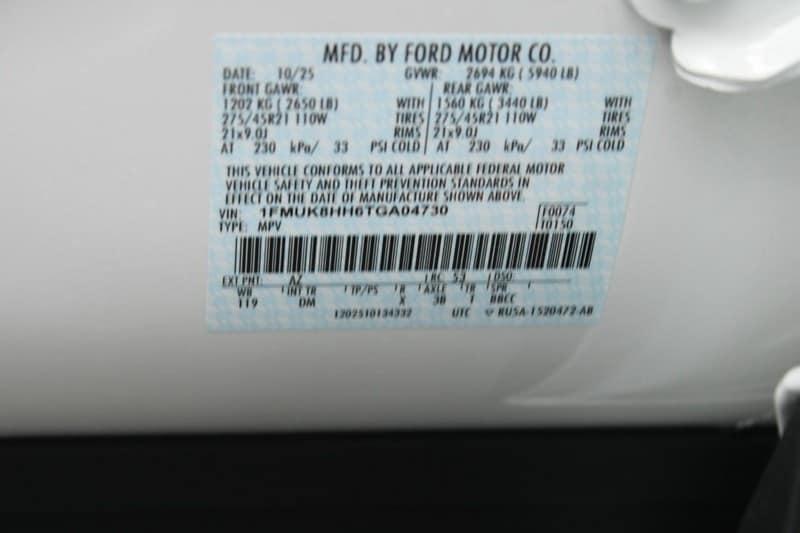 MFD. BY FORD MOTOR CO.
DATE: 10/25 GVWR: 2694 KG ( 5940 LB)
FRONT GAWR: REAR GAWR:
1202 KG ( 2650 LB) WITH 1560 KG ( 3440 LB) WITH
275/45R21 110W TIRES 275/45R21 110W TIRES
21x9.0J RIMS 21x9.0J RIMS
AT 230 kPa/ 33 PSI COLD AT 230 kPa/ 33 PSI COLD
THIS VEHICLE CONFORMS TO ALL APPLICABLE FEDERAL MOTOR
VEHICLE SAFETY AND THEFT PREVENTION STANDARDS IN
EFFECT ON THE DATE OF MANUFACTURE SHOWN ABOVE.
VIN: 1FMUK8HH6TGA04730 F0074
TYPE: MPV T0150
EXT PNT: AZ RC: 53 DSO:
WB INT TR TP/PS R AXLE TR SPR
119 DM X 3B T BBCC
1202510134332 UTC ▽ RUSA-1520472-AB